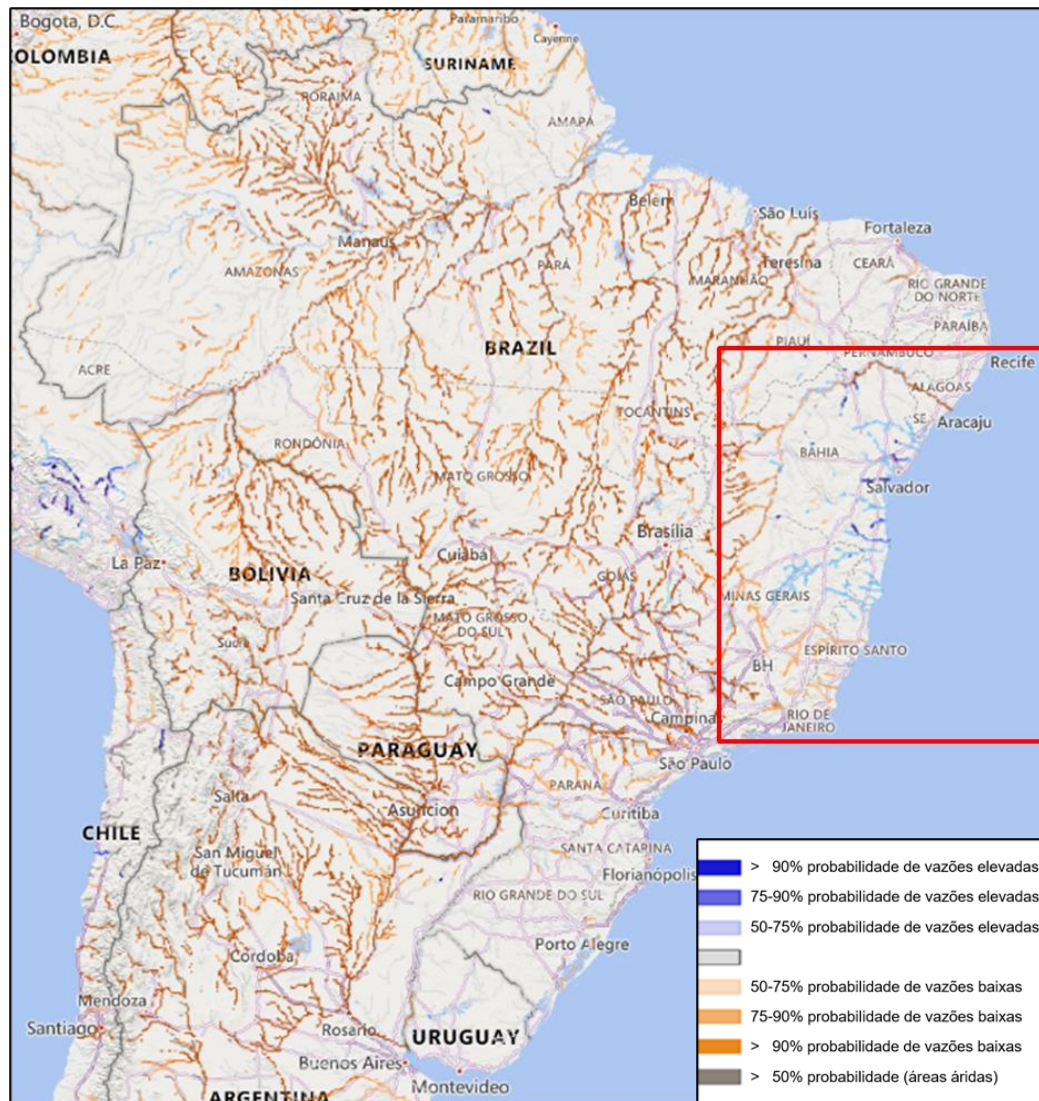 Bogota, D.C.
COLOMBIA
Paramaribo
Cayenne
SURINAME
RORAIMA
AMAPÁ
Belém
São Luís
Fortaleza
Manaus
AMAZONAS
PARÁ
MARANHÃO
Teresina
CEARÁ
RIO GRANDE
DO NORTE
PARAÍBA
PIAUÍ
PERNAMBUCO
Recife
BRAZIL
ACRE
ALAGOAS
TOCANTINS
SE
Aracaju
RONDÔNIA
BAHIA
MATO GROSSO
Salvador
Brasília
Cuiabá
La Paz
BOLIVIA
GOIÁS
Santa Cruz de la Sierra
MINAS GERAIS
MATO GROSSO
DO SUL
Sucre
ESPÍRITO SANTO
BH
Campo Grande
SÃO PAULO
Campinas
RIO DE
JANEIRO
PARAGUAY
São Paulo
PARANÁ
Salta
Asuncion
Curitiba
CHILE
SANTA CATARINA
San Miguel
de Tucumán
Florianópolis
RIO GRANDE DO SUL
Porto Alegre
Córdoba
Mendoza
Santiago
Rosario
URUGUAY
Buenos Aires
Montevideo
ARGENTINA
> 90% probabilidade de vazões elevadas
75-90% probabilidade de vazões elevadas
50-75% probabilidade de vazões elevadas
50-75% probabilidade de vazões baixas
75-90% probabilidade de vazões baixas
> 90% probabilidade de vazões baixas
> 50% probabilidade (áreas áridas)